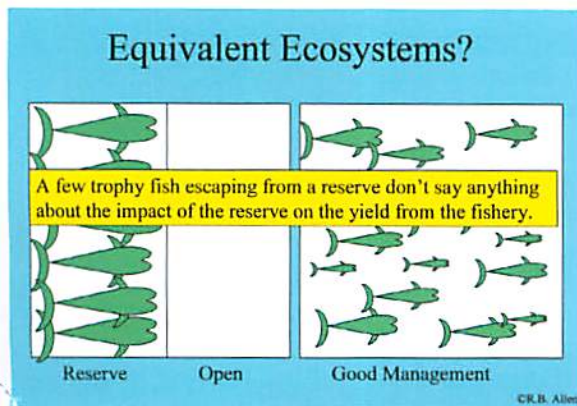 Equivalent Ecosystems?
A few trophy fish escaping from a reserve don't say anything
about the impact of the reserve on the yield from the fishery.
Reserve Open Good Management
©R.B. Allen